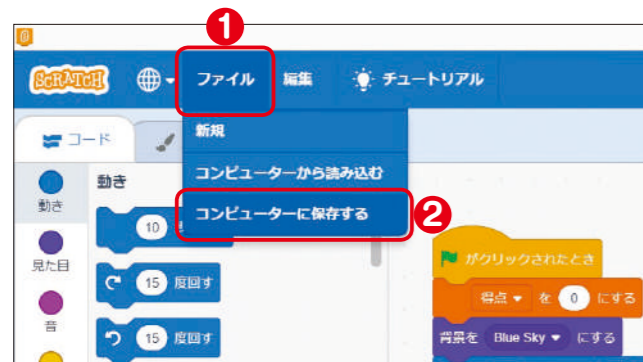 1
SCRATCH ファイル 編集 チュートリアル
コード
新規
コンピューターから読み込む
コンピューターに保存する 2
動き
動き
10
見た目
15 度回す
音
15 度回す
がクリックされたとき
得点 を 0 にする
背景を Blue Sky にする